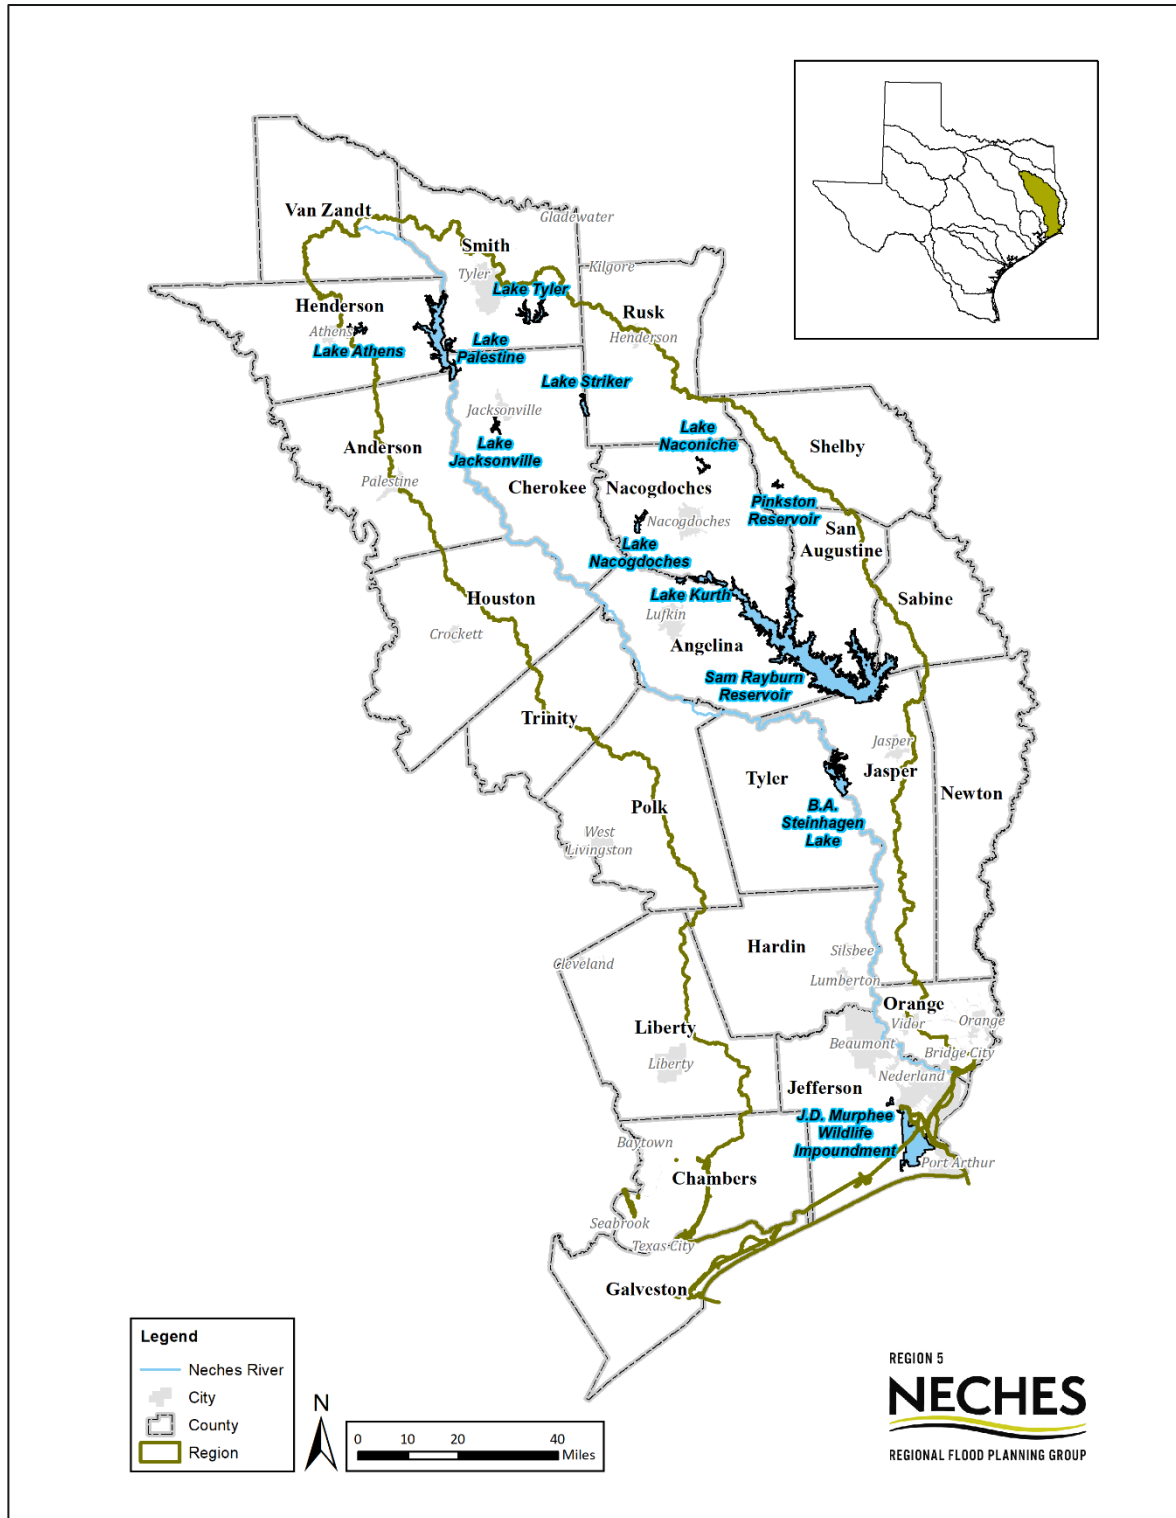 Gladewater
Van Zandt
Smith
Kilgore
Tyler
Lake Tyler
Henderson
Rusk
Athens
Lake Athens
Lake
Palestine
Henderson
Lake Striker
Jacksonville
Lake
Jacksonville
Lake
Naconiche
Shelby
Anderson
Palestine
Cherokee
Nacogdoches
Pinkston
Reservoir
Nacogdoches
San
Augustine
Lake
Nacogdoches
Lake Kurth
Houston
Sabine
Crockett
Lufkin
Angelina
Sam Rayburn
Reservoir
Trinity
Jasper
Tyler
Jasper
Newton
Polk
B.A.
Steinhagen
Lake
West
Livingston
Hardin
Silsbee
Cleveland
Lumberton
Orange
Vidor
Orange
Liberty
Beaumont
Bridge City
Liberty
Nederland
Jefferson
J.D. Murphee
Wildlife
Impoundment
Baytown
Port Arthur
Chambers
Seabrook
Texas City
Galveston
Legend
Neches River
City
County
Region
N
0 10 20 40
Miles
REGION 5
NECHES
REGIONAL FLOOD PLANNING GROUP